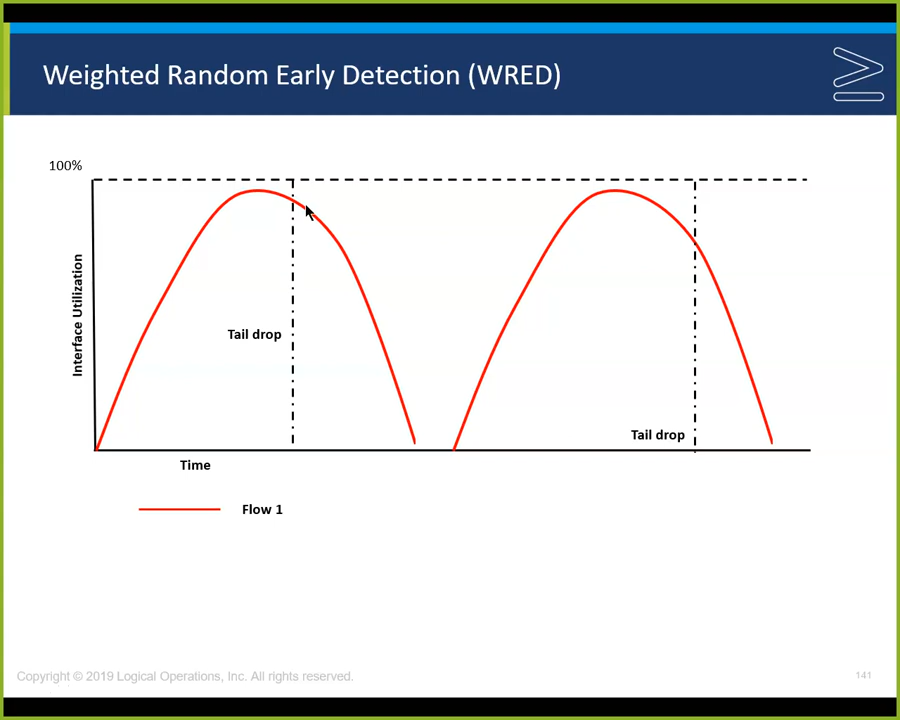 Weighted Random Early Detection (WRED)
100%
Interface Utilization
Tail drop
Tail drop
Time
Flow 1
Copyright © 2019 Logical Operations, Inc. All rights reserved.
141